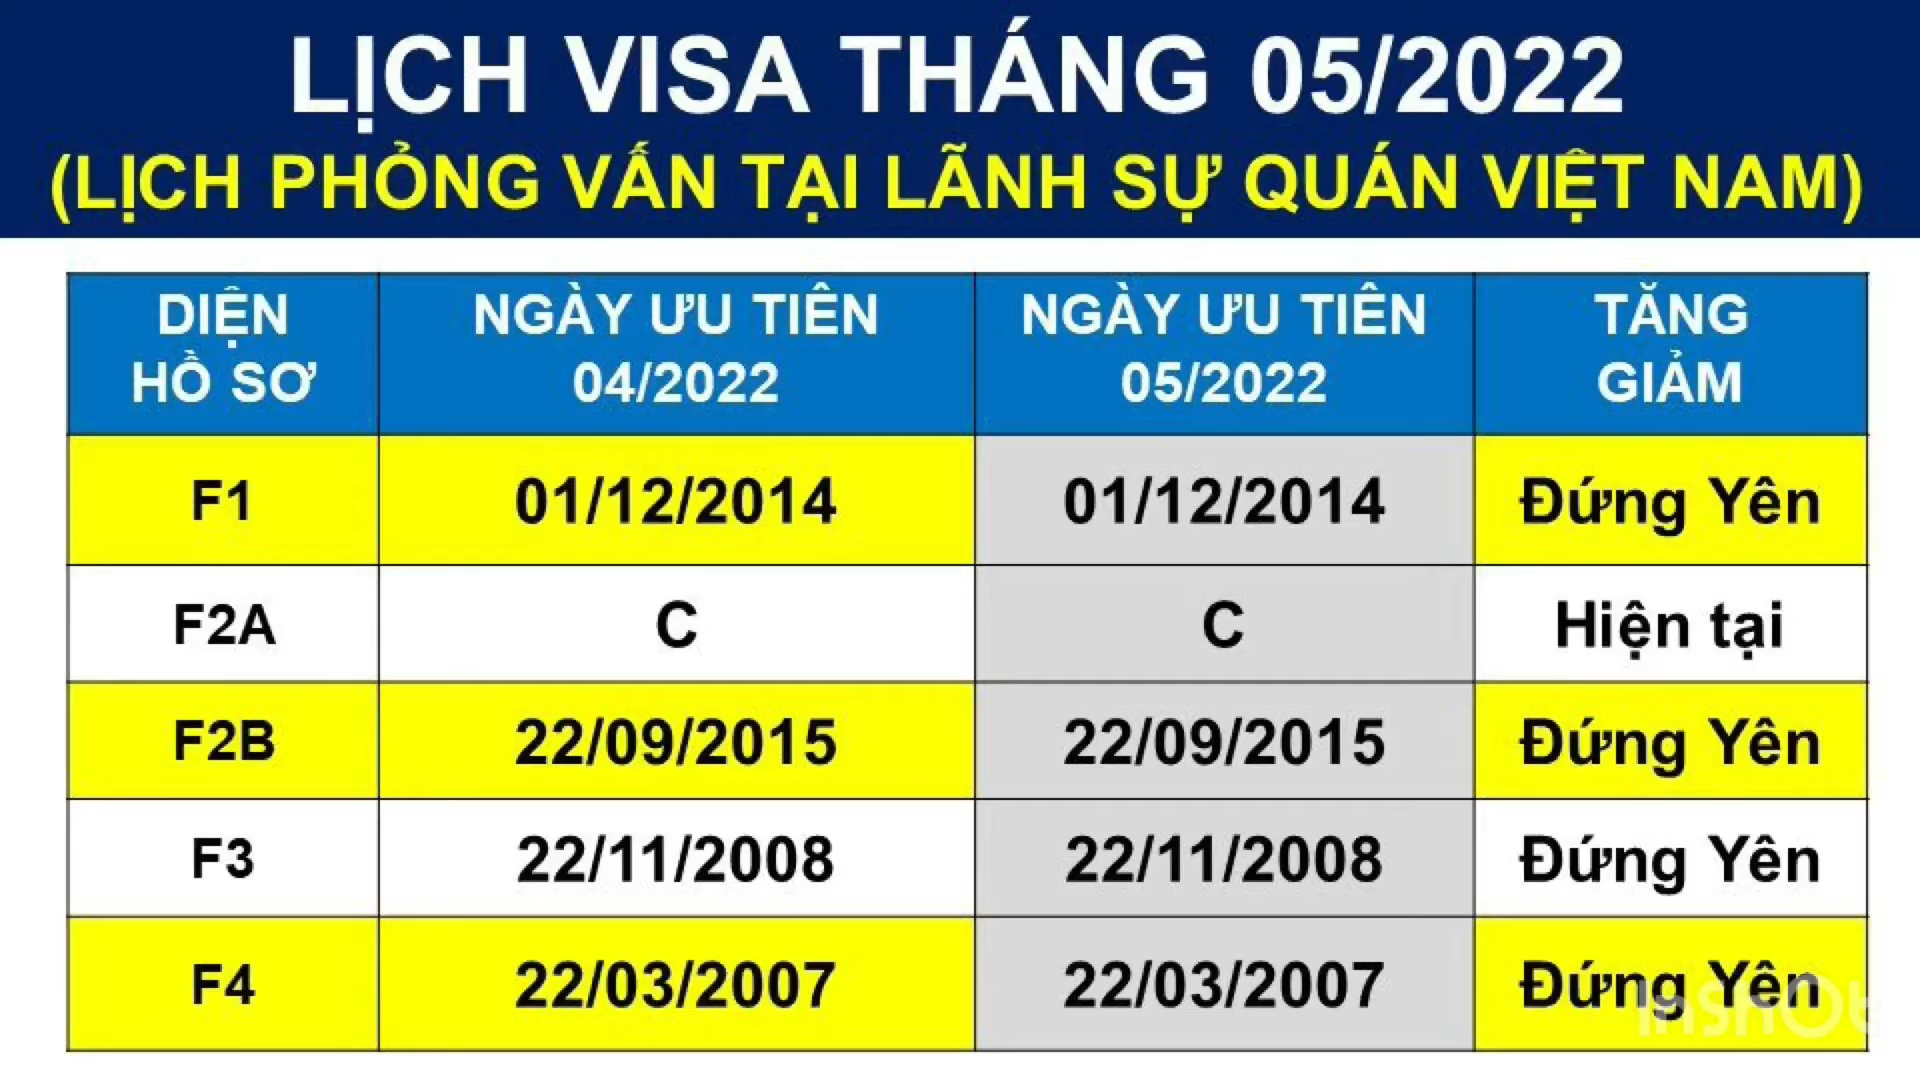 LỊCH VISA THÁNG 05/2022
(LỊCH PHỎNG VẤN TẠI LÃNH SỰ QUÁN VIỆT NAM)
DIỆN HỒ SƠ NGÀY ƯU TIÊN 04/2022 NGÀY ƯU TIÊN 05/2022 TĂNG GIẢM
F1 01/12/2014 01/12/2014 Đứng Yên
F2A C C Hiện tại
F2B 22/09/2015 22/09/2015 Đứng Yên
F3 22/11/2008 22/11/2008 Đứng Yên
F4 22/03/2007 22/03/2007 Đứng Yên
InShOt